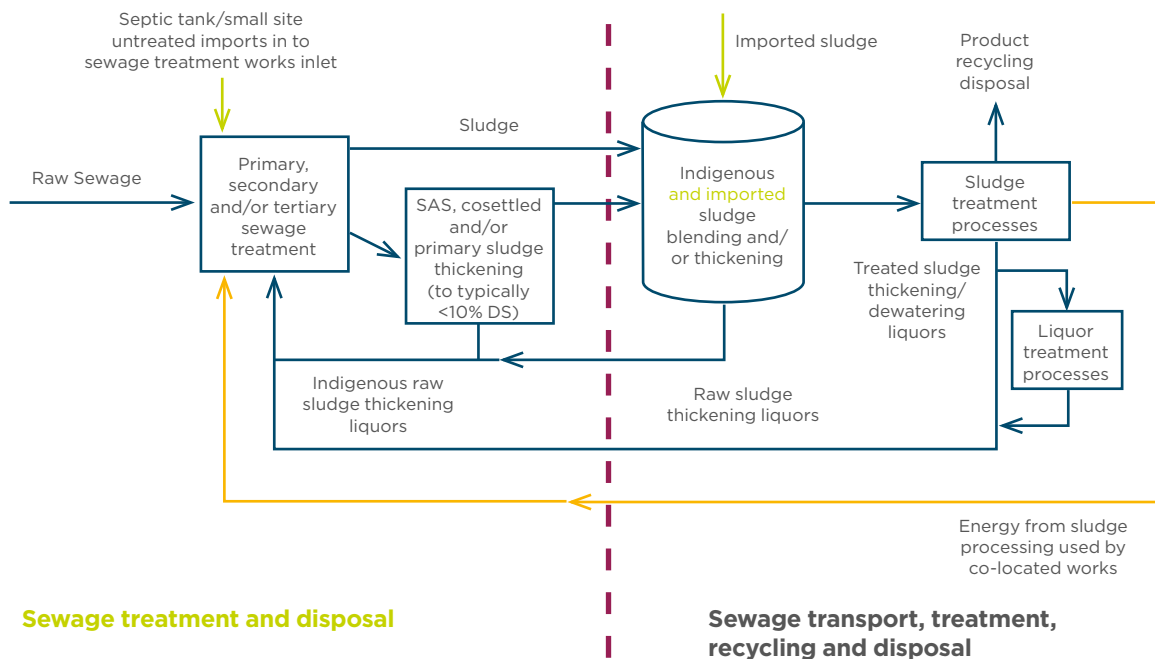 Septic tank/small site
untreated imports in to
sewage treatment works inlet
Imported sludge
Product
recycling
disposal
Sludge
Raw Sewage
Primary,
secondary
and/or tertiary
sewage
treatment
SAS, cosettled
and/or
primary sludge
thickening
(to typically
<10% DS)
Indigenous
and imported
sludge
blending and/
or thickening
Sludge
treatment
processes
Treated sludge
thickening/
dewatering
liquors
Liquor
treatment
processes
Indigenous raw
sludge thickening
liquors
Raw sludge
thickening liquors
Energy from sludge
processing used by
co-located works
Sewage treatment and disposal
Sewage transport, treatment,
recycling and disposal